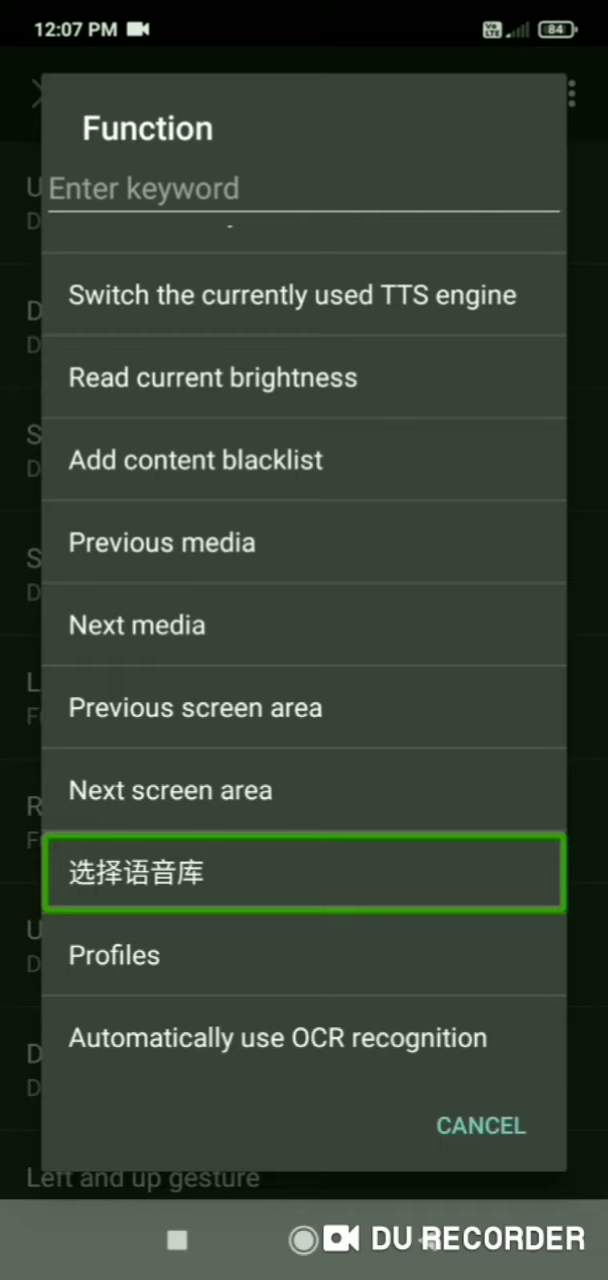 12:07 PM
Vo LTE
84
Function
Enter keyword
Switch the currently used TTS engine
Read current brightness
Add content blacklist
Previous media
Next media
Previous screen area
Next screen area
选择语音库
Profiles
Automatically use OCR recognition
CANCEL
Left and up gesture
DU RECORDER